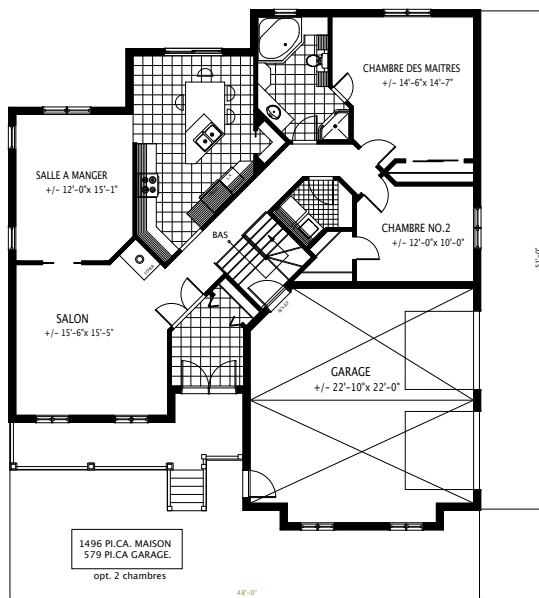 CHAMBRE DES MAITRES
+/- 14'-6"x 14'-7"
SALLE A MANGER
+/- 12'-0"x 15'-1"
BAS
CHAMBRE NO.2
+/- 12'-0"x 10'-0"
SALON
+/- 15'-6"x 15'-5"
GARAGE
+/- 22'-10"x 22'-0"
1496 PI.CA. MAISON
579 PI.CA GARAGE.
opt. 2 chambres
48'-0"